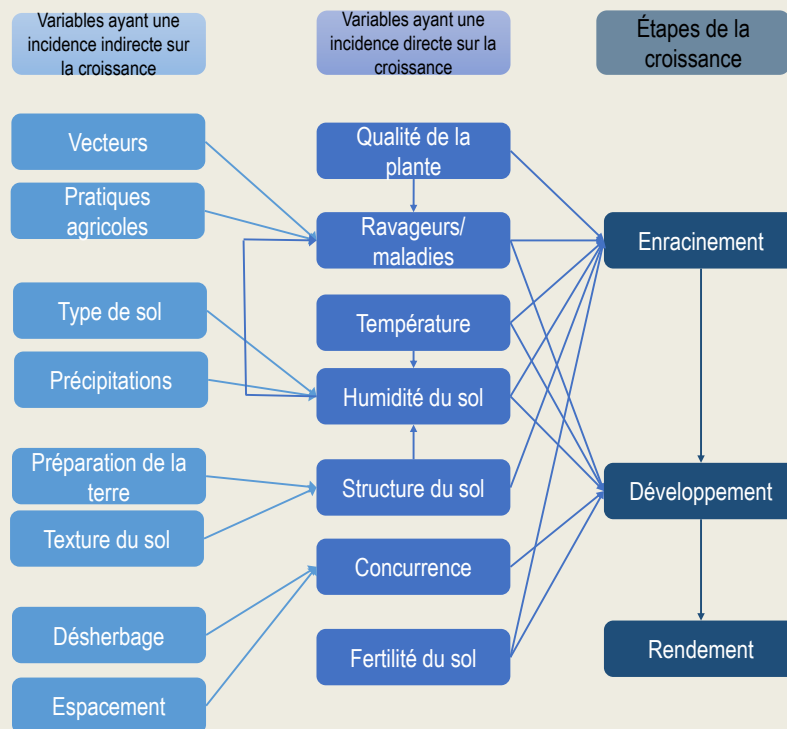 Variables ayant une
incidence indirecte sur
la croissance
Variables ayant une
incidence directe sur la
croissance
Étapes de la
croissance
Vecteurs
Pratiques
agricoles
Type de sol
Précipitations
Préparation de la
terre
Texture du sol
Désherbage
Espacement
Qualité de la
plante
Ravageurs/
maladies
Température
Humidité du sol
Structure du sol
Concurrence
Fertilité du sol
Enracinement
Développement
Rendement